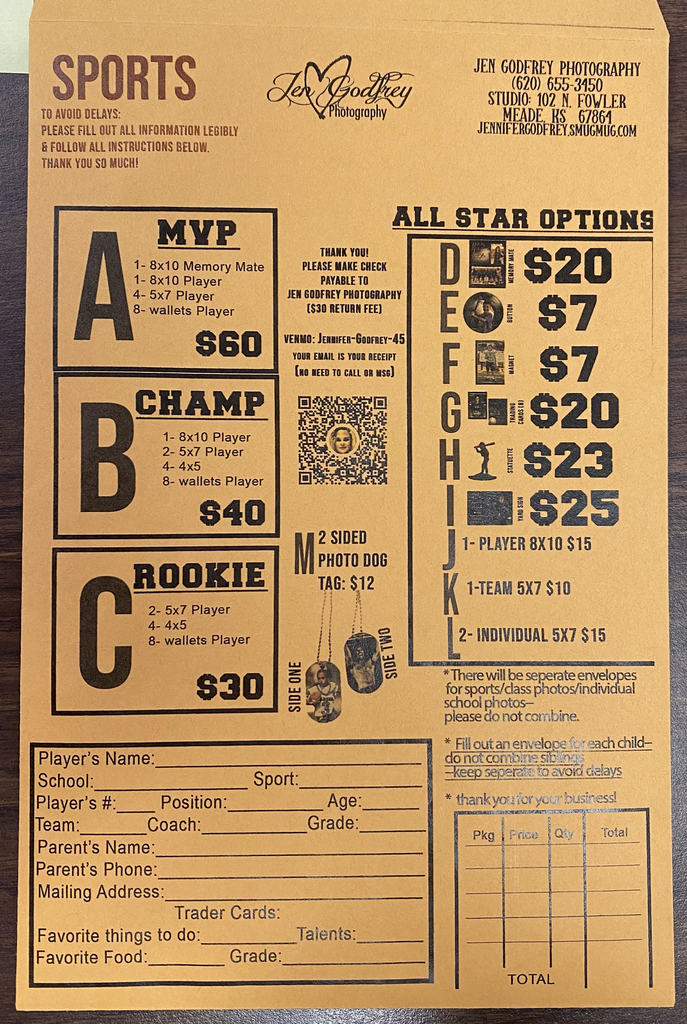 SPORTS
TO AVOID DELAYS:
PLEASE FILL OUT ALL INFORMATION LEGIBLY
& FOLLOW ALL INSTRUCTIONS BELOW.
THANK YOU SO MUCH!
Jen Godfrey
Photography
JEN GODFREY PHOTOGRAPHY
(620) 655-3450
STUDIO: 102 N. FOWLER
MEADE, KS 67864
JENNIFERGODFREY.SMUGMUG.COM
A
MVP
1- 8x10 Memory Mate
1- 8x10 Player
4- 5x7 Player
8- wallets Player
$60
B
CHAMP
1- 8x10 Player
2- 5x7 Player
4- 4x5
8- wallets Player
$40
C
ROOKIE
2- 5x7 Player
4- 4x5
8- wallets Player
$30
THANK YOU!
PLEASE MAKE CHECK
PAYABLE TO
JEN GODFREY PHOTOGRAPHY
($30 RETURN FEE)
VENMO: JENNIFER-GODFREY-45
YOUR EMAIL IS YOUR RECEIPT
(NO NEED TO CALL OR MSG)
M 2 SIDED
PHOTO DOG
TAG: $12
SIDE ONE
SIDE TWO
ALL STAR OPTIONS
D MEMORY MATE $20
E BUTTON $7
F MAGNET $7
G TRADING CARDS (8) $20
H STATUETTE $23
I YARD SIGN $25
J 1- PLAYER 8X10 $15
K 1-TEAM 5X7 $10
L 2- INDIVIDUAL 5X7 $15
*There will be seperate envelopes
for sports/class photos/individual
school photos–
please do not combine.
* Fill out an envelope for each child–
do not combine siblings
–keep seperate to avoid delays
* thank you for your business!
Player's Name:
School: Sport:
Player's #: Position: Age:
Team: Coach: Grade:
Parent's Name:
Parent's Phone:
Mailing Address:
Trader Cards:
Favorite things to do: Talents:
Favorite Food: Grade:
Pkg Price Qty Total
TOTAL